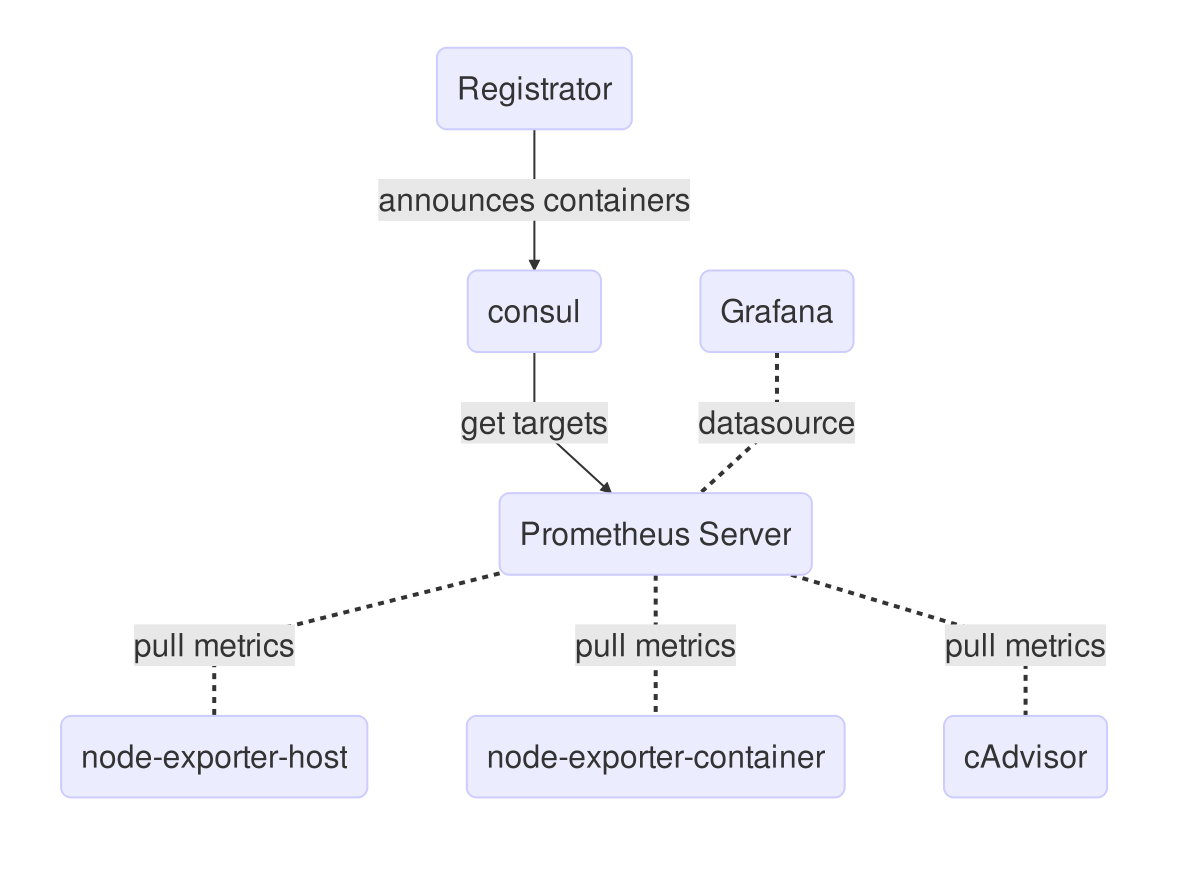 Registrator
announces containers
consul
Grafana
get targets
datasource
Prometheus Server
pull metrics
pull metrics
pull metrics
node-exporter-host
node-exporter-container
cAdvisor